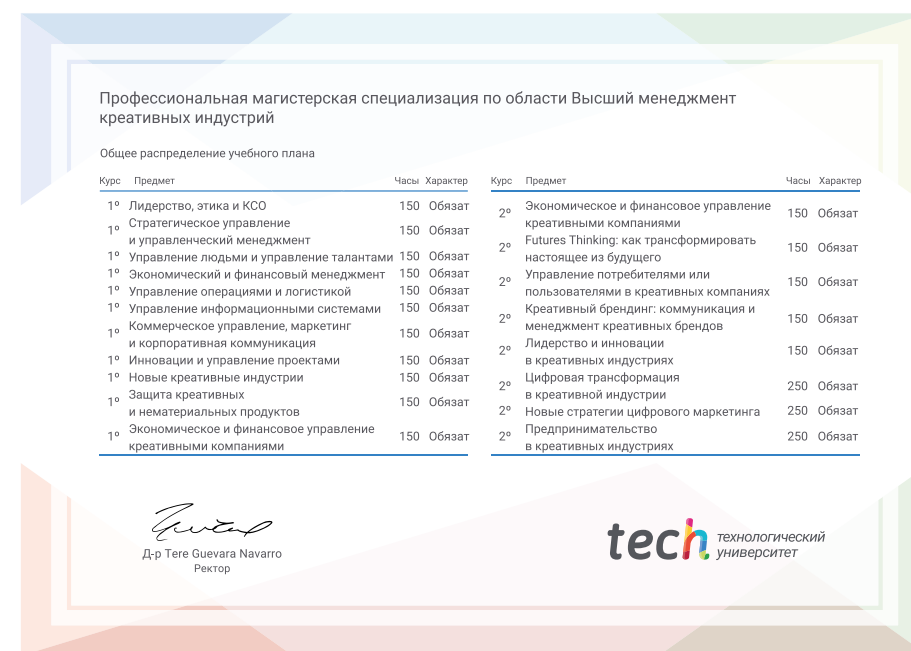 Профессиональная магистерская специализация по области Высший менеджмент
креативных индустрий
Общее распределение учебного плана
Курс Предмет Часы Характер
1º Лидерство, этика и КСО 150 Обязат
Стратегическое управление
1º 150 Обязат
и управленческий менеджмент
1º Управление людьми и управление талантами 150 Обязат
1º Экономический и финансовый менеджмент 150 Обязат
1º Управление операциями и логистикой 150 Обязат
1º Управление информационными системами 150 Обязат
Коммерческое управление, маркетинг
1º 150 Обязат
и корпоративная коммуникация
1º Инновации и управление проектами 150 Обязат
1º Новые креативные индустрии 150 Обязат
Защита креативных
1º 150 Обязат
и нематериальных продуктов
Экономическое и финансовое управление
1º 150 Обязат
креативными компаниями
Курс Предмет Часы Характер
Экономическое и финансовое управление
2º 150 Обязат
креативными компаниями
Futures Thinking: как трансформировать
2º 150 Обязат
настоящее из будущего
Управление потребителями или
2º 150 Обязат
пользователями в креативных компаниях
Креативный брендинг: коммуникация и
2º 150 Обязат
менеджмент креативных брендов
Лидерство и инновации
2º 150 Обязат
в креативных индустриях
Цифровая трансформация
2º 250 Обязат
в креативной индустрии
2º Новые стратегии цифрового маркетинга 250 Обязат
Предпринимательство
2º 250 Обязат
в креативных индустриях
Д-р Tere Guevara Navarro
Ректор
tech технологический
университет